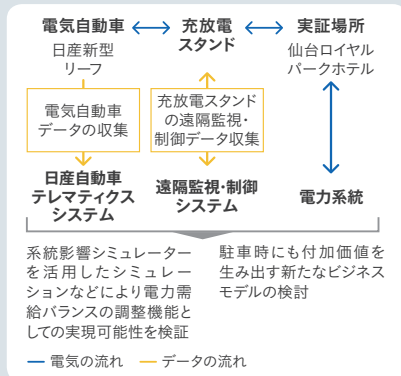 電気自動車
日産新型
リーフ
充放電
スタンド
実証場所
仙台ロイヤル
パークホテル
電気自動車
データの収集
充放電スタンド
の遠隔監視・
制御データ収集
日産自動車
テレマティクス
システム
遠隔監視・制御
システム
電力系統
系統影響シミュレーター
を活用したシミュレー
ションなどにより電力需
給バランスの調整機能と
しての実現可能性を検証
駐車時にも付加価値を
生み出す新たなビジネス
モデルの検討
電気の流れ
データの流れ